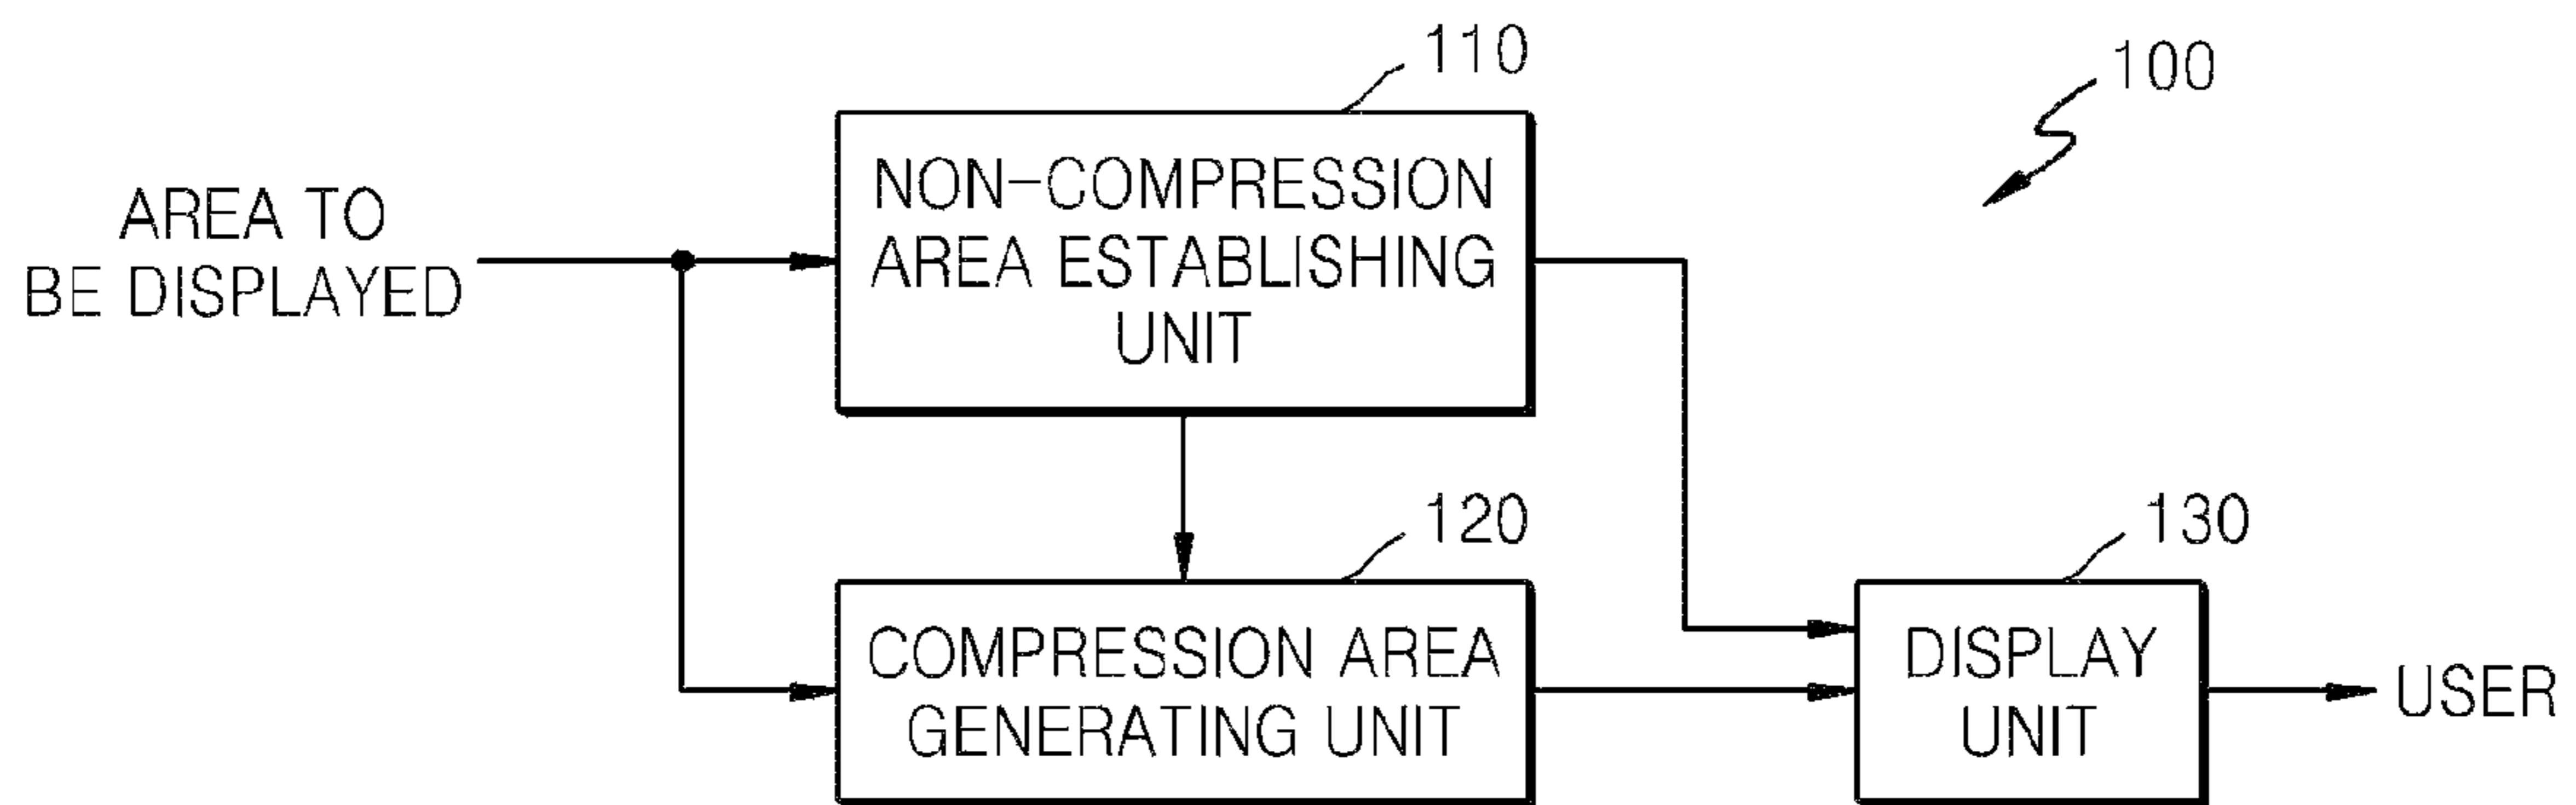 110
100
NON-COMPRESSION
AREA ESTABLISHING
UNIT
AREA TO
BE DISPLAYED
120
130
COMPRESSION AREA
GENERATING UNIT
DISPLAY
UNIT
USER